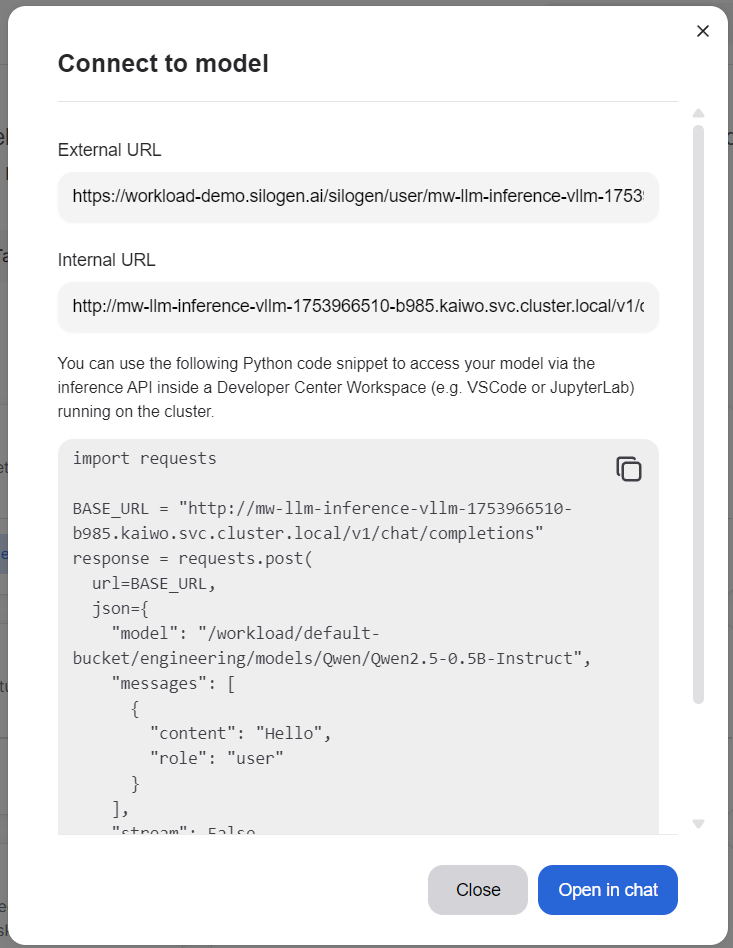 Connect to model
External URL
https://workload-demo.silogen.ai/silogen/user/mw-llm-inference-vllm-1753
Internal URL
http://mw-llm-inference-vllm-1753966510-b985.kaiwo.svc.cluster.local/v1/c
You can use the following Python code snippet to access your model via the
inference API inside a Developer Center Workspace (e.g. VSCode or JupyterLab)
running on the cluster.
import requests
BASE_URL = "http://mw-llm-inference-vllm-1753966510-
b985.kaiwo.svc.cluster.local/v1/chat/completions"
response = requests.post(
url=BASE_URL,
json={
"model": "/workload/default-
bucket/engineering/models/Qwen/Qwen2.5-0.5B-Instruct",
"messages": [
{
"content": "Hello",
"role": "user"
}
],
"stream": False
Close
Open in chat